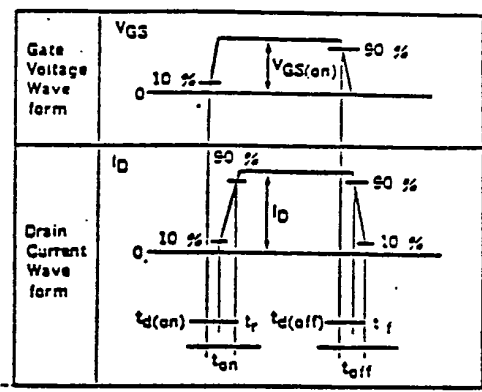 Gate
Voltage
Wave
form
VGS
10 %
90 %
VGS(on)
0
Drain
Current
Wave
form
ID
90 %
90 %
ID
10 %
10 %
0
td(on)
tr
td(off)
tf
ton
toff